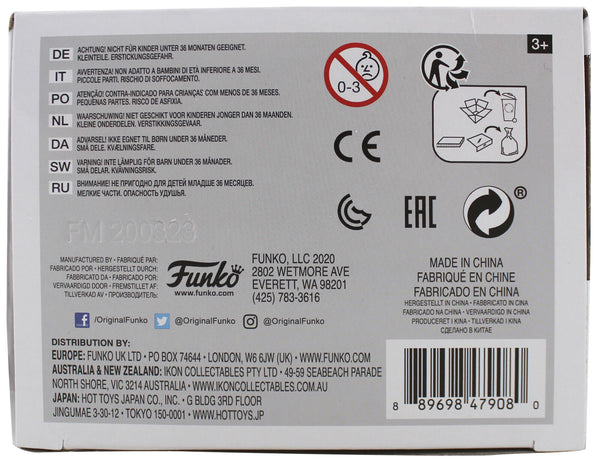 DE ACHTUNG! NICHT FÜR KINDER UNTER 36 MONATEN GEEIGNET.
KLEINTEILE. ERSTICKUNGSGEFAHR.
IT AVVERTENZA! NON ADATTO A BAMBINI DI ETÀ INFERIORE A 36 MESI.
PICCOLE PARTI. RISCHIO DI SOFFOCAMENTO.
PO ATENÇÃO! CONTRA-INDICADO PARA CRIANÇAS COM MENOS DE 36 MESES.
PEQUENAS PARTES. RISCO DE ASFIXIA.
NL WAARSCHUWING! NIET GESCHIKT VOOR KINDEREN JONGER DAN 36 MAANDEN.
KLEINE ONDERDELEN. VERSTIKKINGSGEVAAR.
DA ADVARSEL! IKKE EGNET TIL BØRN UNDER 36 MÅNEDER.
SMÅ DELE. KVÆLNINGSFARE.
SW VARNING! INTE LÄMPLIG FÖR BARN UNDER 36 MÅNADER.
SMÅ DELAR. KVÄVNINGSRISK.
RU ВНИМАНИЕ! НЕ ПРИГОДНО ДЛЯ ДЕТЕЙ МЛАДШЕ 36 МЕСЯЦЕВ.
МЕЛКИЕ ЧАСТИ. ОПАСНОСТЬ УДУШЬЯ.
0-3
3+
CE
EAC
®
FM 200323
MANUFACTURED BY • FABRIQUÉ PAR:
FABRICADO POR • HERGESTELLT DURCH:
FABBRICATO DA • FABRICADO POR:
VERVAARDIGD DOOR • FREMSTILLET AF:
TILLVERKAD AV • ПРОИЗВОДИТЕЛЬ:
Funko
www.funko.com
FUNKO, LLC 2020
2802 WETMORE AVE
EVERETT, WA 98201
(425) 783-3616
MADE IN CHINA
FABRIQUÉ EN CHINE
FABRICADO EN CHINA
HERGESTELLT IN CHINA • FABBRICATO IN CINA
FABRICADO NA CHINA • VERVAARDIGD IN CHINA
PRODUCERET I KINA • TILLVERKAD I KINA
СДЕЛАНО В КИТАЕ
/OriginalFunko @OriginalFunko @OriginalFunko
DISTRIBUTION BY:
EUROPE: FUNKO UK LTD • PO BOX 74644 • LONDON, W6 6JW (UK) • WWW.FUNKO.COM
AUSTRALIA & NEW ZEALAND: IKON COLLECTABLES PTY LTD • 49-59 SEABEACH PARADE
NORTH SHORE, VIC 3214 AUSTRALIA • WWW.IKONCOLLECTABLES.COM.AU
JAPAN: HOT TOYS JAPAN CO., INC. • G BLDG 3RD FLOOR
JINGUMAE 3-30-12 • TOKYO 150-0001 • WWW.HOTTOYS.JP
8 89698 47908 0